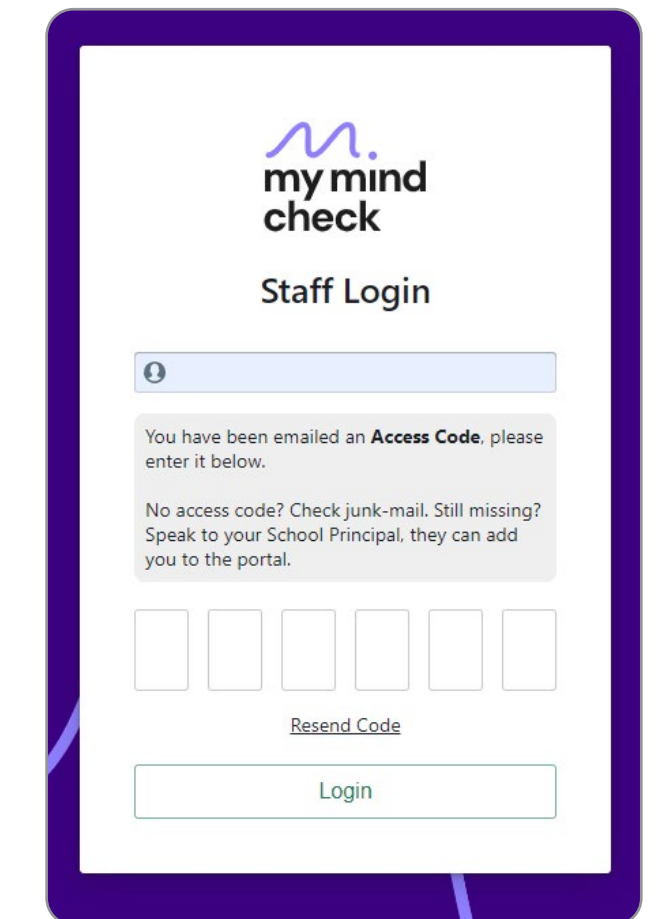 my mind
check
Staff Login
You have been emailed an Access Code, please
enter it below.
No access code? Check junk-mail. Still missing?
Speak to your School Principal, they can add
you to the portal.
Resend Code
Login